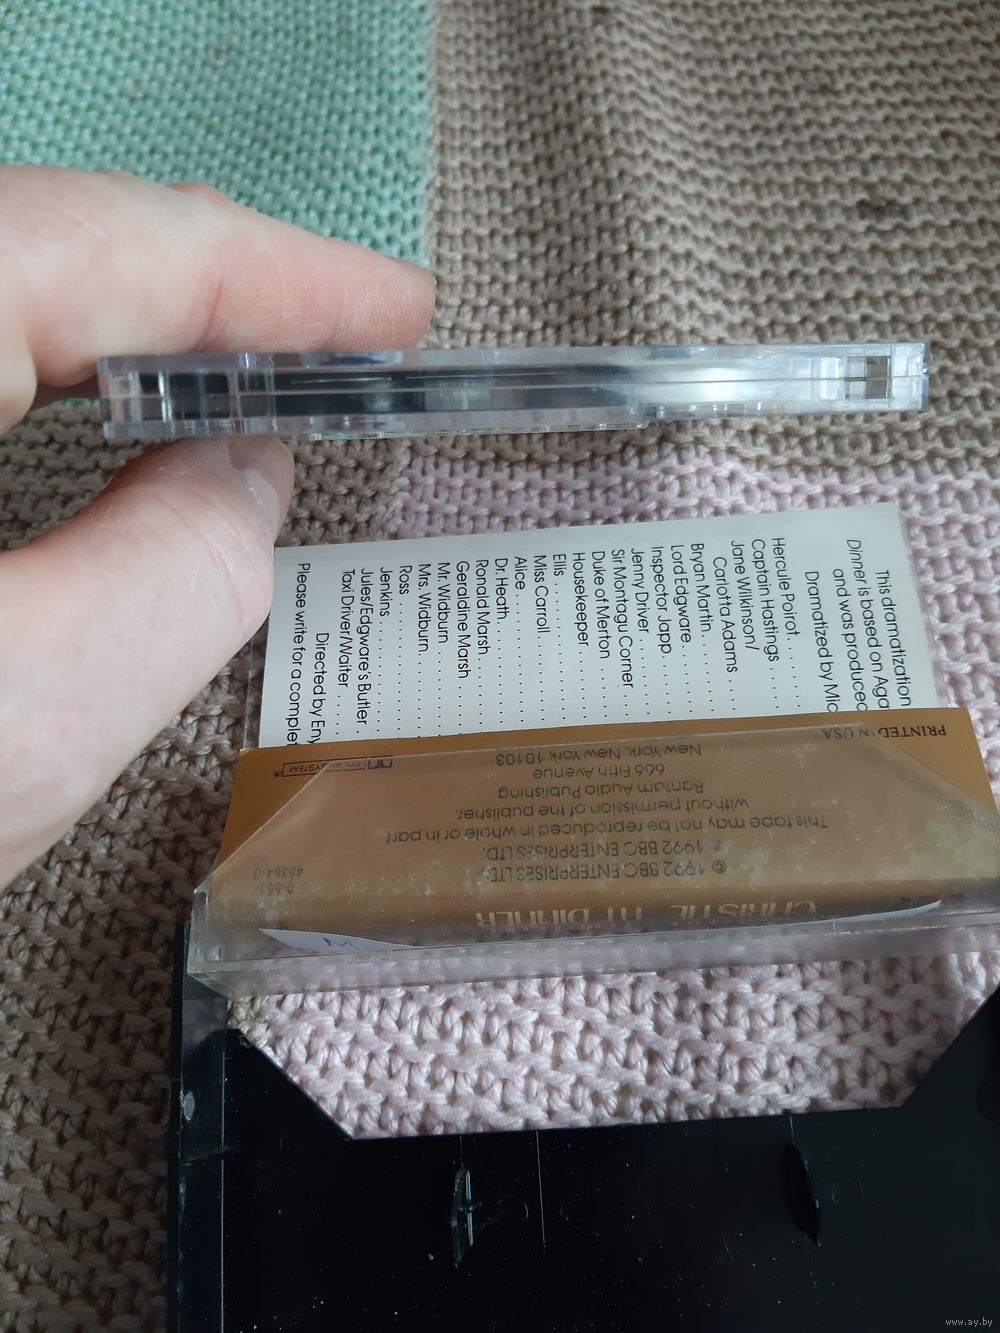 This dramatization
Dinner is based on Aga
and was produced
Dramatized by Mic
Hercule Poirot . . . .
Captain Hastings . . . .
Jane Wilkinson/
Carlotta Adams . . . .
Bryan Martin . . . .
Lord Edgware . . . .
Inspector Japp . . . .
Jenny Driver . . . .
Sir Montagu Corner
Duke of Merton . . . .
Housekeeper . . . .
Ellis . . . .
Miss Carroll . . . .
Alice . . . .
Dr. Heath . . . .
Ronald Marsh . . . .
Geraldine Marsh . . . .
Mr. Widburn . . . .
Mrs. Widburn . . . .
Ross . . . .
Jenkins . . . .
Jules/Edgware's Butler
Taxi Driver/Waiter . . . .
Directed by Eny
Please write for a complet
CHRISTIE AT DINNER
© 1992 BBC ENTERPRISES LTD.
℗ 1992 BBC ENTERPRISES LTD.
This tape may not be reproduced in whole or in part
without permission of the publisher.
Bantam Audio Publishing
666 Fifth Avenue
New York, New York 10103
PRINTED IN USA
SYSTEM
0-553-
46364-0
www.ay.by